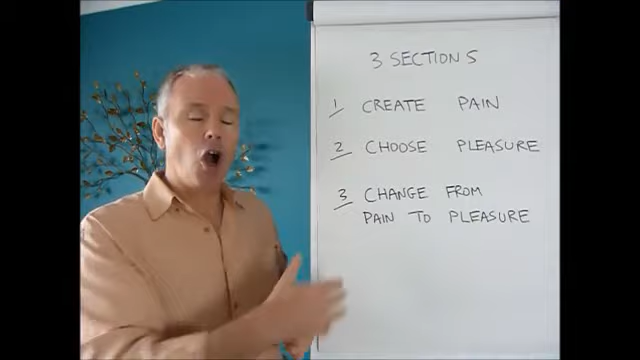 3 SECTIONS
1 CREATE PAIN
2 CHOOSE PLEASURE
3 CHANGE FROM
PAIN TO PLEASURE